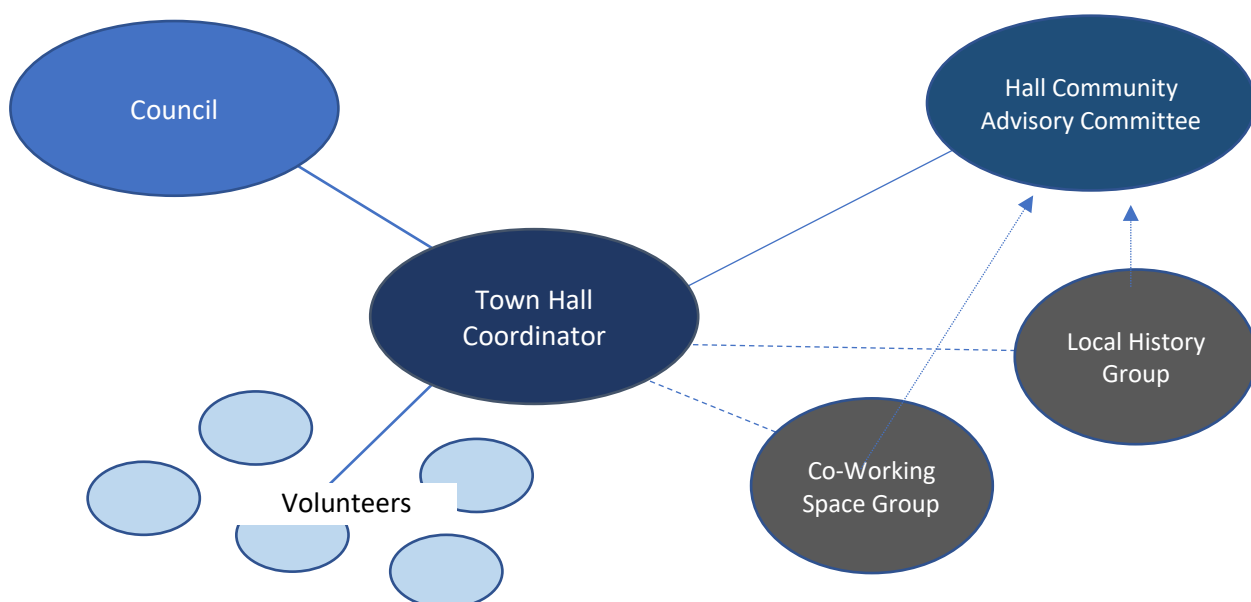 Council
Hall Community
Advisory Committee
Town Hall
Coordinator
Local History
Group
Co-Working
Space Group
Volunteers